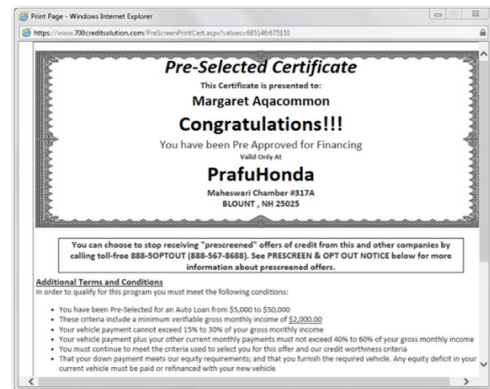 Print Page - Windows Internet Explorer
https://www.700creditsolution.com/PreScreenPrintCert.aspx?values=685146:675151
Pre-Selected Certificate
This Certificate is presented to:
Margaret Aqacommon
Congratulations!!!
You have been Pre Approved for Financing
Valid Only At
PrafuHonda
Maheswari Chamber #317A
BLOUNT , NH 25025
You can choose to stop receiving "prescreened" offers of credit from this and other companies by
calling toll-free 888-5OPTOUT (888-567-8688). See PRESCREEN & OPT OUT NOTICE below for more
information about prescreened offers.
Additional Terms and Conditions
In order to qualify for this program you must meet the following conditions:
• You have been Pre-Selected for an Auto Loan from $5,000 to $50,000
• These criteria include a minimum verifiable gross monthly income of $2,000.00
• Your vehicle payment cannot exceed 15% to 30% of your gross monthly income
• Your vehicle payment plus your other current monthly payments must not exceed 40% to 60% of your gross monthly income
• You must continue to meet the criteria used to select you for this offer and our credit worthiness criteria
• That your down payment meets our equity requirements; and that you furnish the required vehicle. Any equity deficit in your
current vehicle must be paid or refinanced with your new vehicle